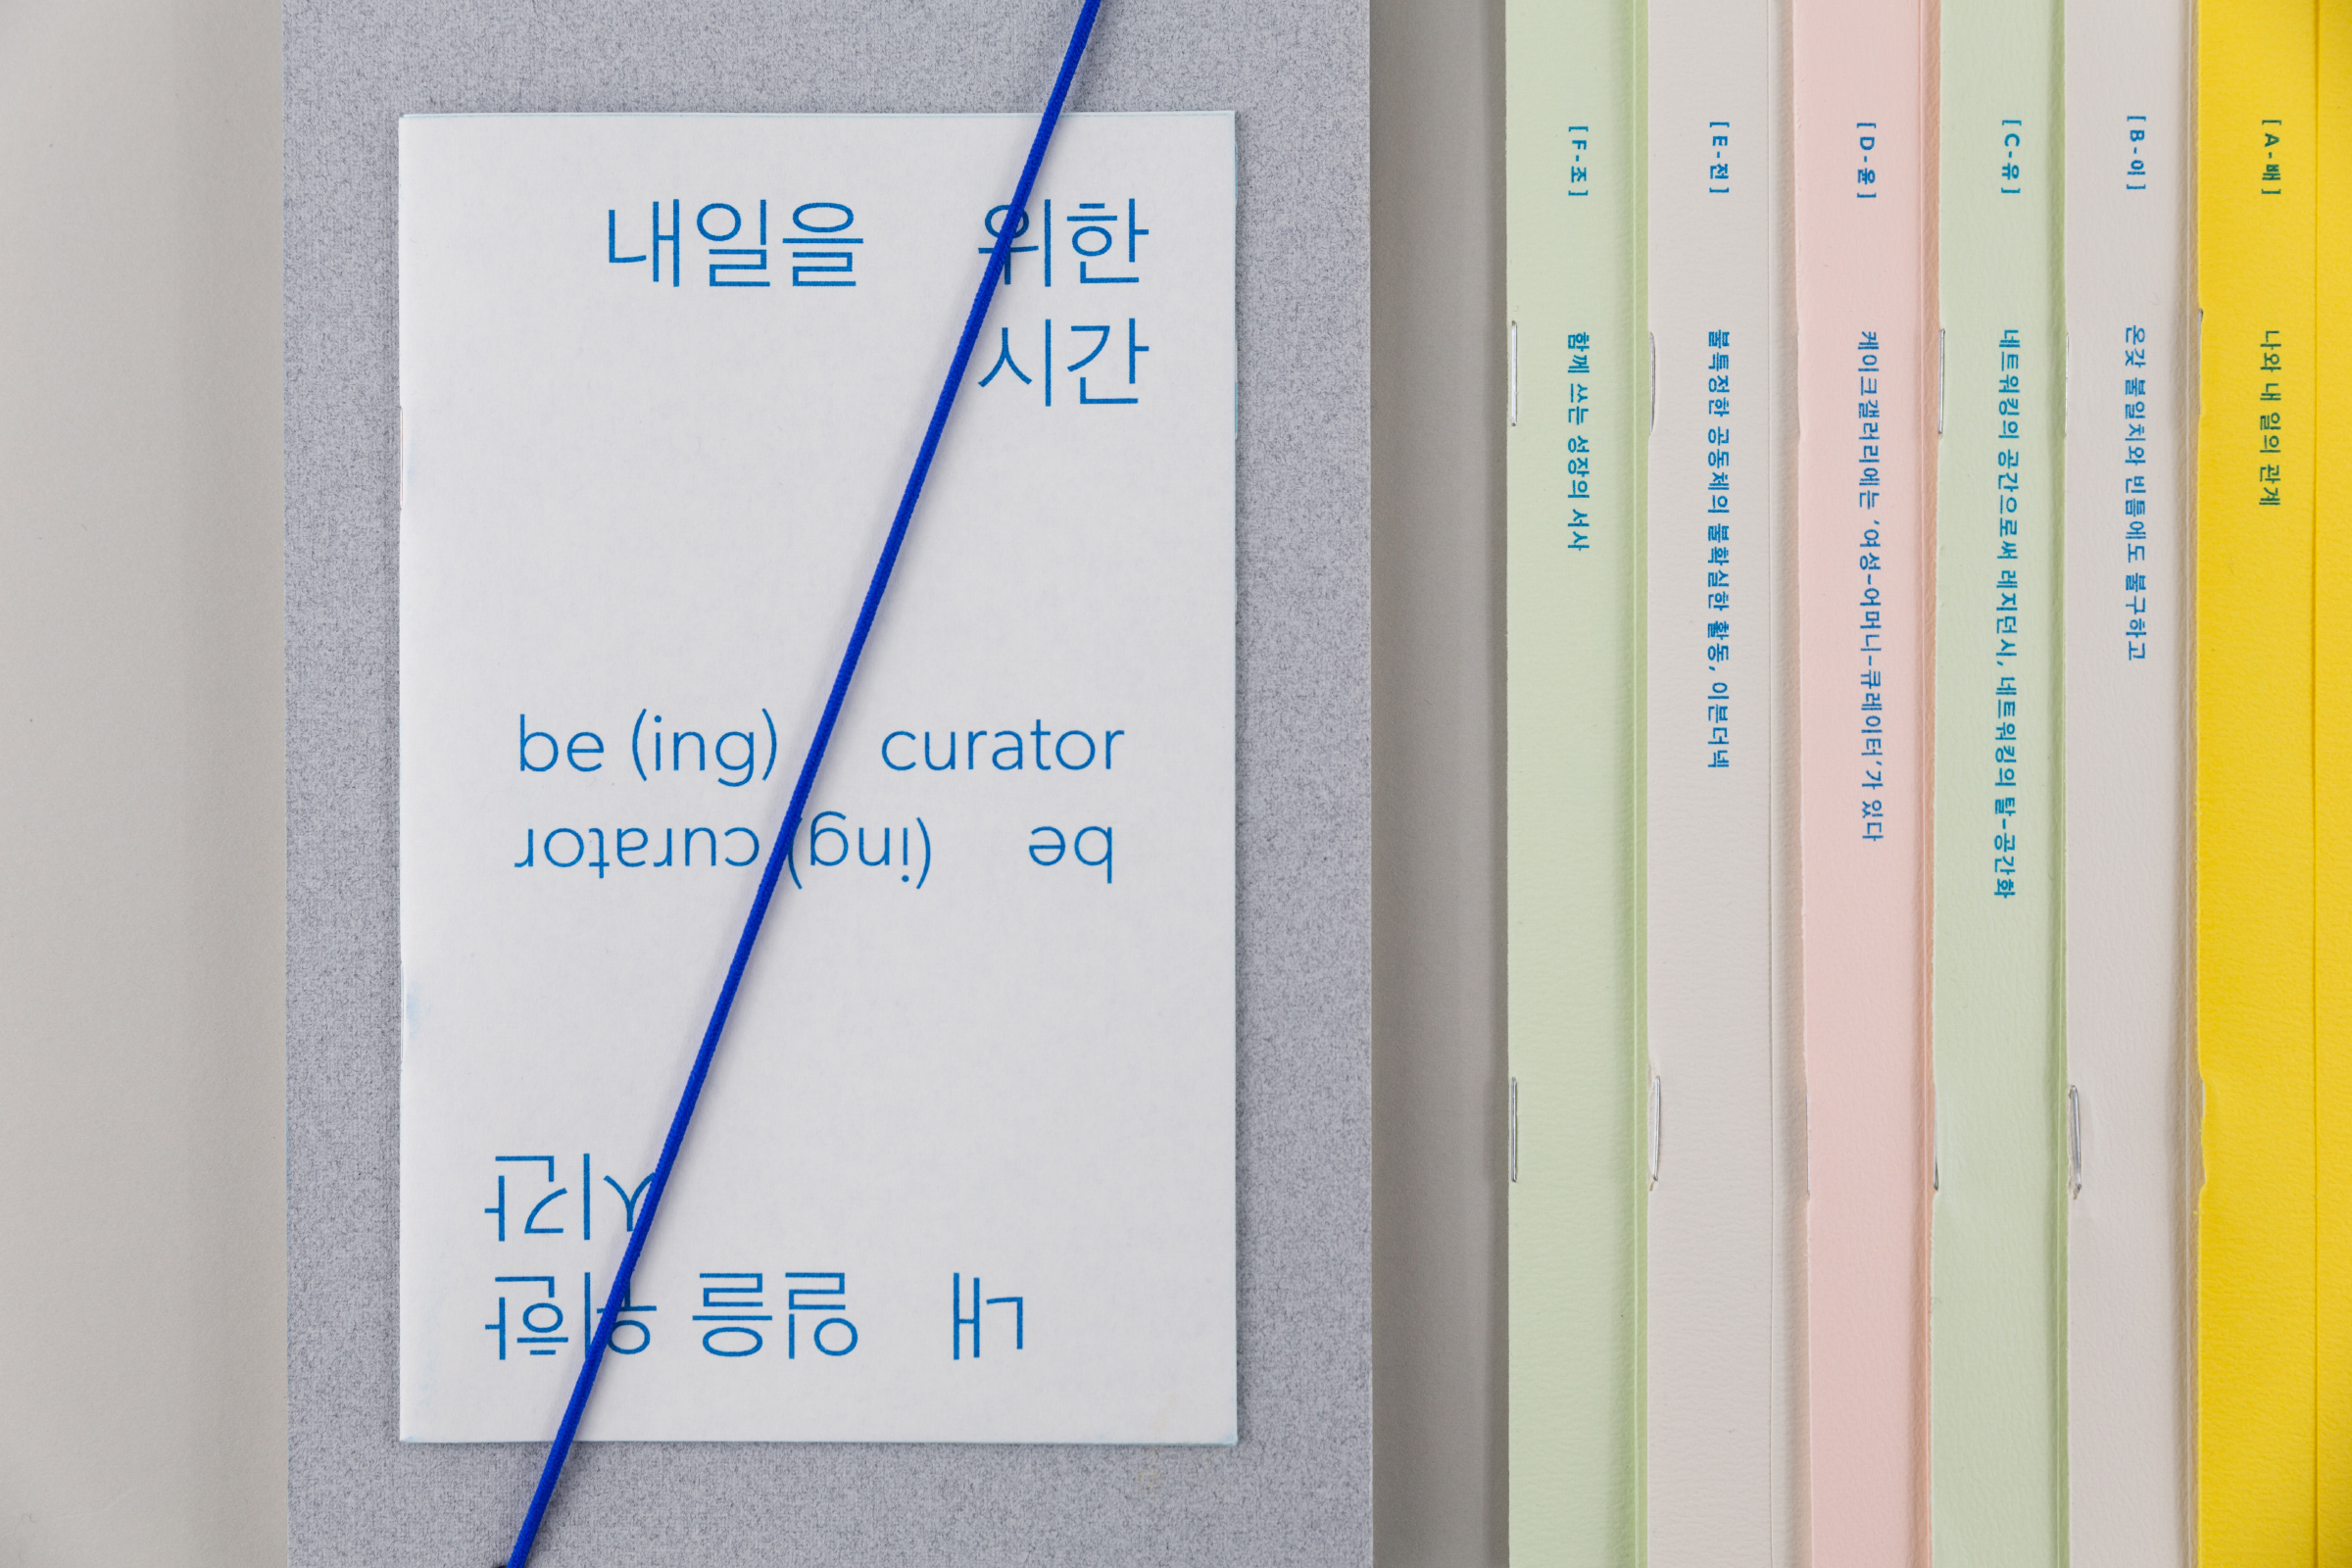 내일을 위한
시간
be (ing) curator
be (ing) curator
내 일을 위한
시간
[ F-조 ] 함께 쓰는 성장의 서사
[ E-전 ] 불특정한 공동체의 불확실한 활동, 이븐더넥
[ D-윤 ] 케이크갤러리에는 ‘여성-어머니-큐레이터’가 있다
[ C-유 ] 네트워킹의 공간으로써 레지던시, 네트워킹의 탈-공간화
[ B-이 ] 온갖 불일치와 빈틈에도 불구하고
[ A-배 ] 나와 내 일의 관계